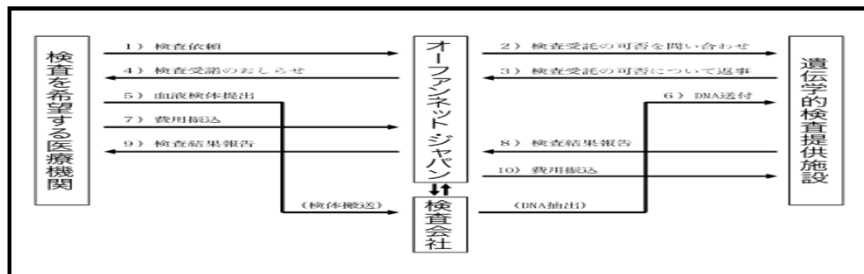 検査を希望する医療機関
1) 検査依頼
4) 検査受諾のおしらせ
5) 血液検体提出
7) 費用振込
9) 検査結果報告
(検体搬送)
オーファンネット・ジャパン
検査会社
2) 検査受託の可否を問い合わせ
3) 検査受託の可否について返事
6) DNA送付
8) 検査結果報告
10) 費用振込
(DNA抽出)
遺伝学的検査提供施設